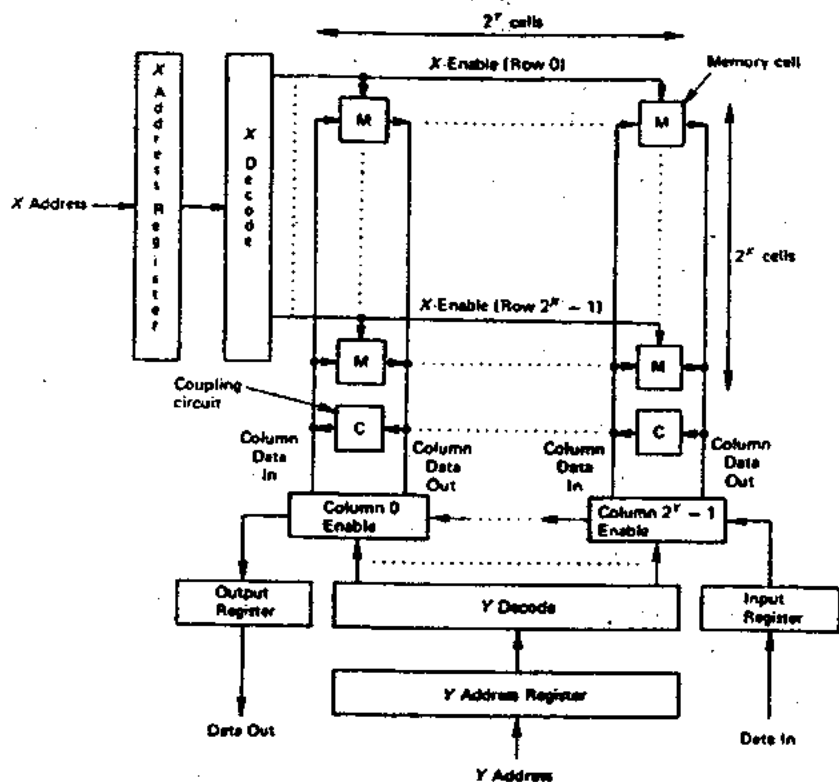 2^Y cells
X-Enable (Row 0)
Memory cell
X Address Register
X Decode
M
M
X Address
2^X cells
X-Enable (Row 2^X – 1)
M
M
Coupling
circuit
C
C
Column
Data
In
Column
Data
Out
Column
Data
In
Column
Data
Out
Column 0
Enable
Column 2^Y – 1
Enable
Output
Register
Y Decode
Input
Register
Y Address Register
Data Out
Data In
Y Address